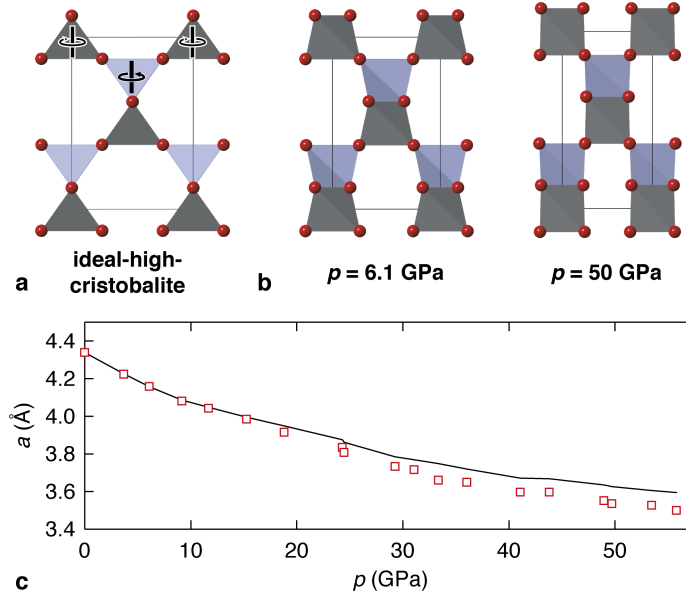 ideal-high-
cristobalite
a
b
p = 6.1 GPa
p = 50 GPa
4.4
4.2
4.0
3.8
3.6
3.4
a (Å)
0
10
20
30
40
50
p (GPa)
c